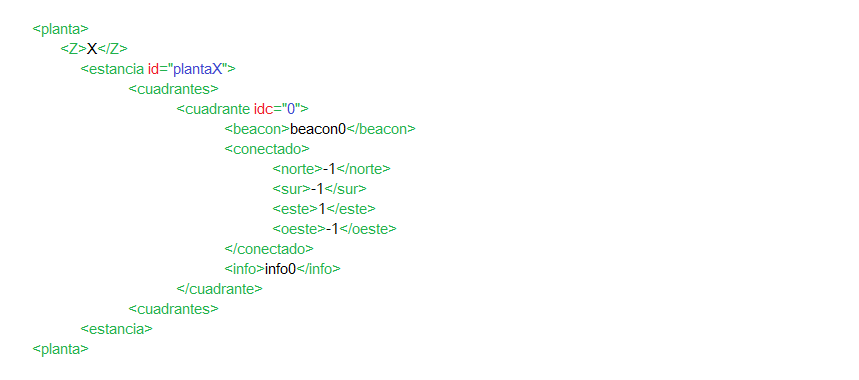 <planta>
<Z>X</Z>
<estancia id="plantaX">
<cuadrantes>
<cuadrante idc="0">
<beacon>beacon0</beacon>
<conectado>
<norte>-1</norte>
<sur>-1</sur>
<este>1</este>
<oeste>-1</oeste>
</conectado>
<info>info0</info>
</cuadrante>
<cuadrantes>
<estancia>
<planta>